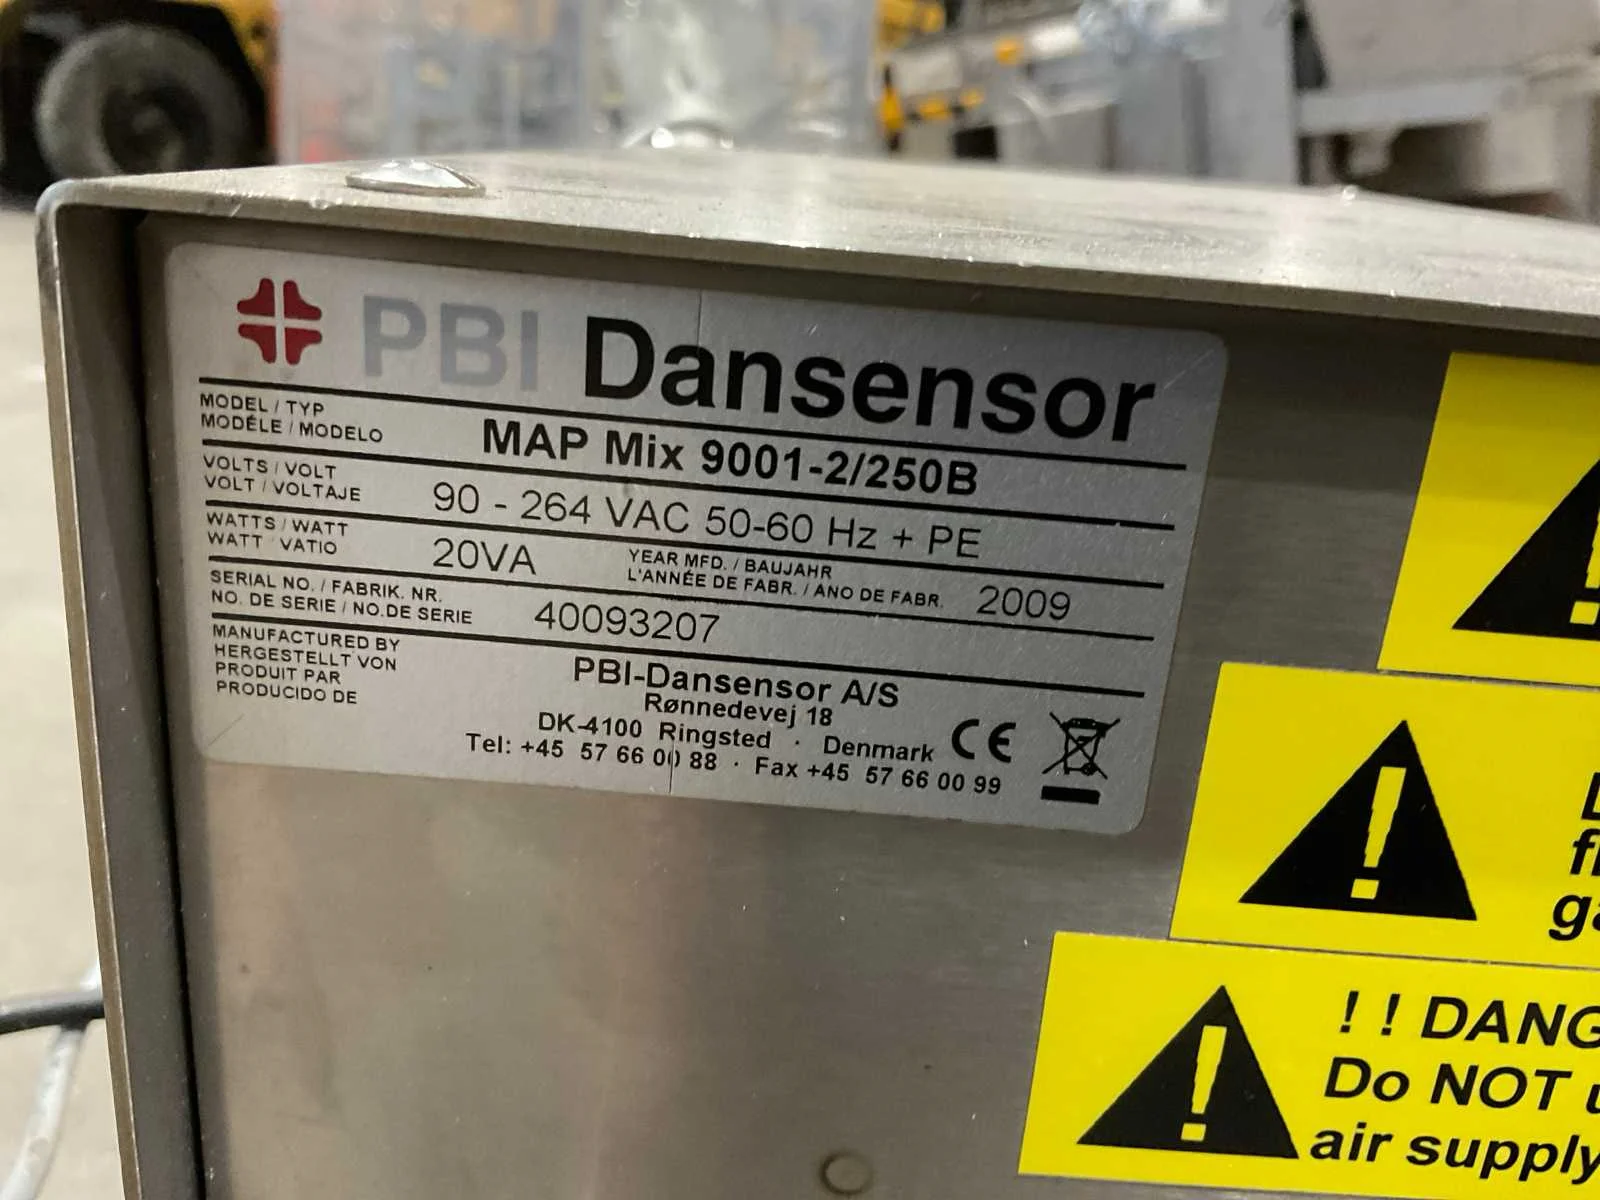 PBI Dansensor
MODEL / TYP
MODÈLE / MODELO
MAP Mix 9001-2/250B
VOLTS / VOLT
VOLT / VOLTAJE
90 - 264 VAC 50-60 Hz + PE
WATTS / WATT
WATT VATIO
20VA
YEAR MFD. / BAUJAHR
L'ANNÉE DE FABR. / ANO DE FABR.
2009
SERIAL NO. / FABRIK. NR.
NO. DE SERIE / NO.DE SERIE
40093207
MANUFACTURED BY
HERGESTELLT VON
PRODUIT PAR
PRODUCIDO DE
PBI-Dansensor A/S
Rønnedevej 18
DK-4100 Ringsted · Denmark
Tel: +45 57 66 00 88 · Fax +45 57 66 00 99
CE
! ! DANG
Do NOT
air supply